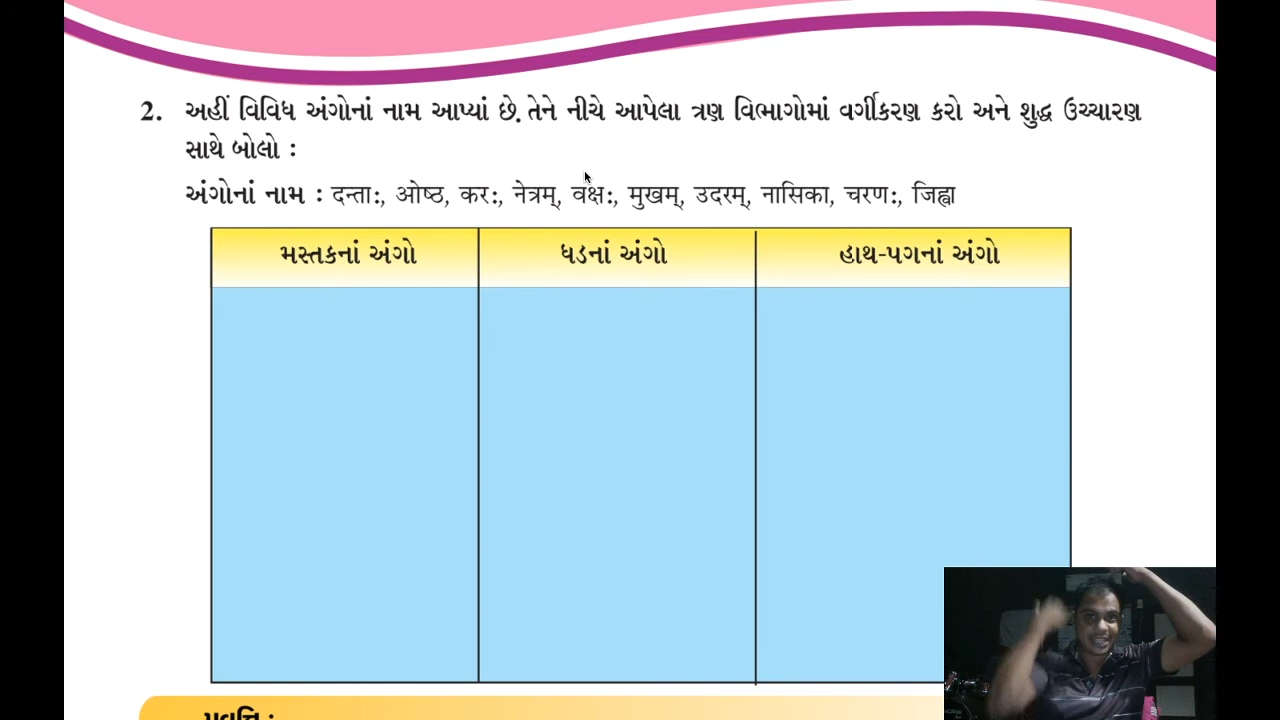 2. અહીં વિવિધ અંગોનાં નામ આપ્યાં છે. તેને નીચે આપેલા ત્રણ વિભાગોમાં વર્ગીકરણ કરો અને શુદ્ધ ઉચ્ચારણ
સાથે બોલો :
અંગોનાં નામ : दन्ताः, ओष्ठ, करः, नेत्रम्, वक्षः, मुखम्, उदरम्, नासिका, चरणः, जिह्वा
મસ્તકનાં અંગો ધડનાં અંગો હાથ-પગનાં અંગો